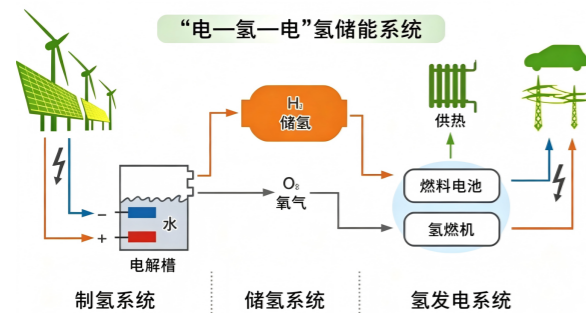 “电—氢—电”氢储能系统
H₂
储氢
供热
O₈
氧气
燃料电池
氢燃机
水
−
+
电解槽
制氢系统
储氢系统
氢发电系统